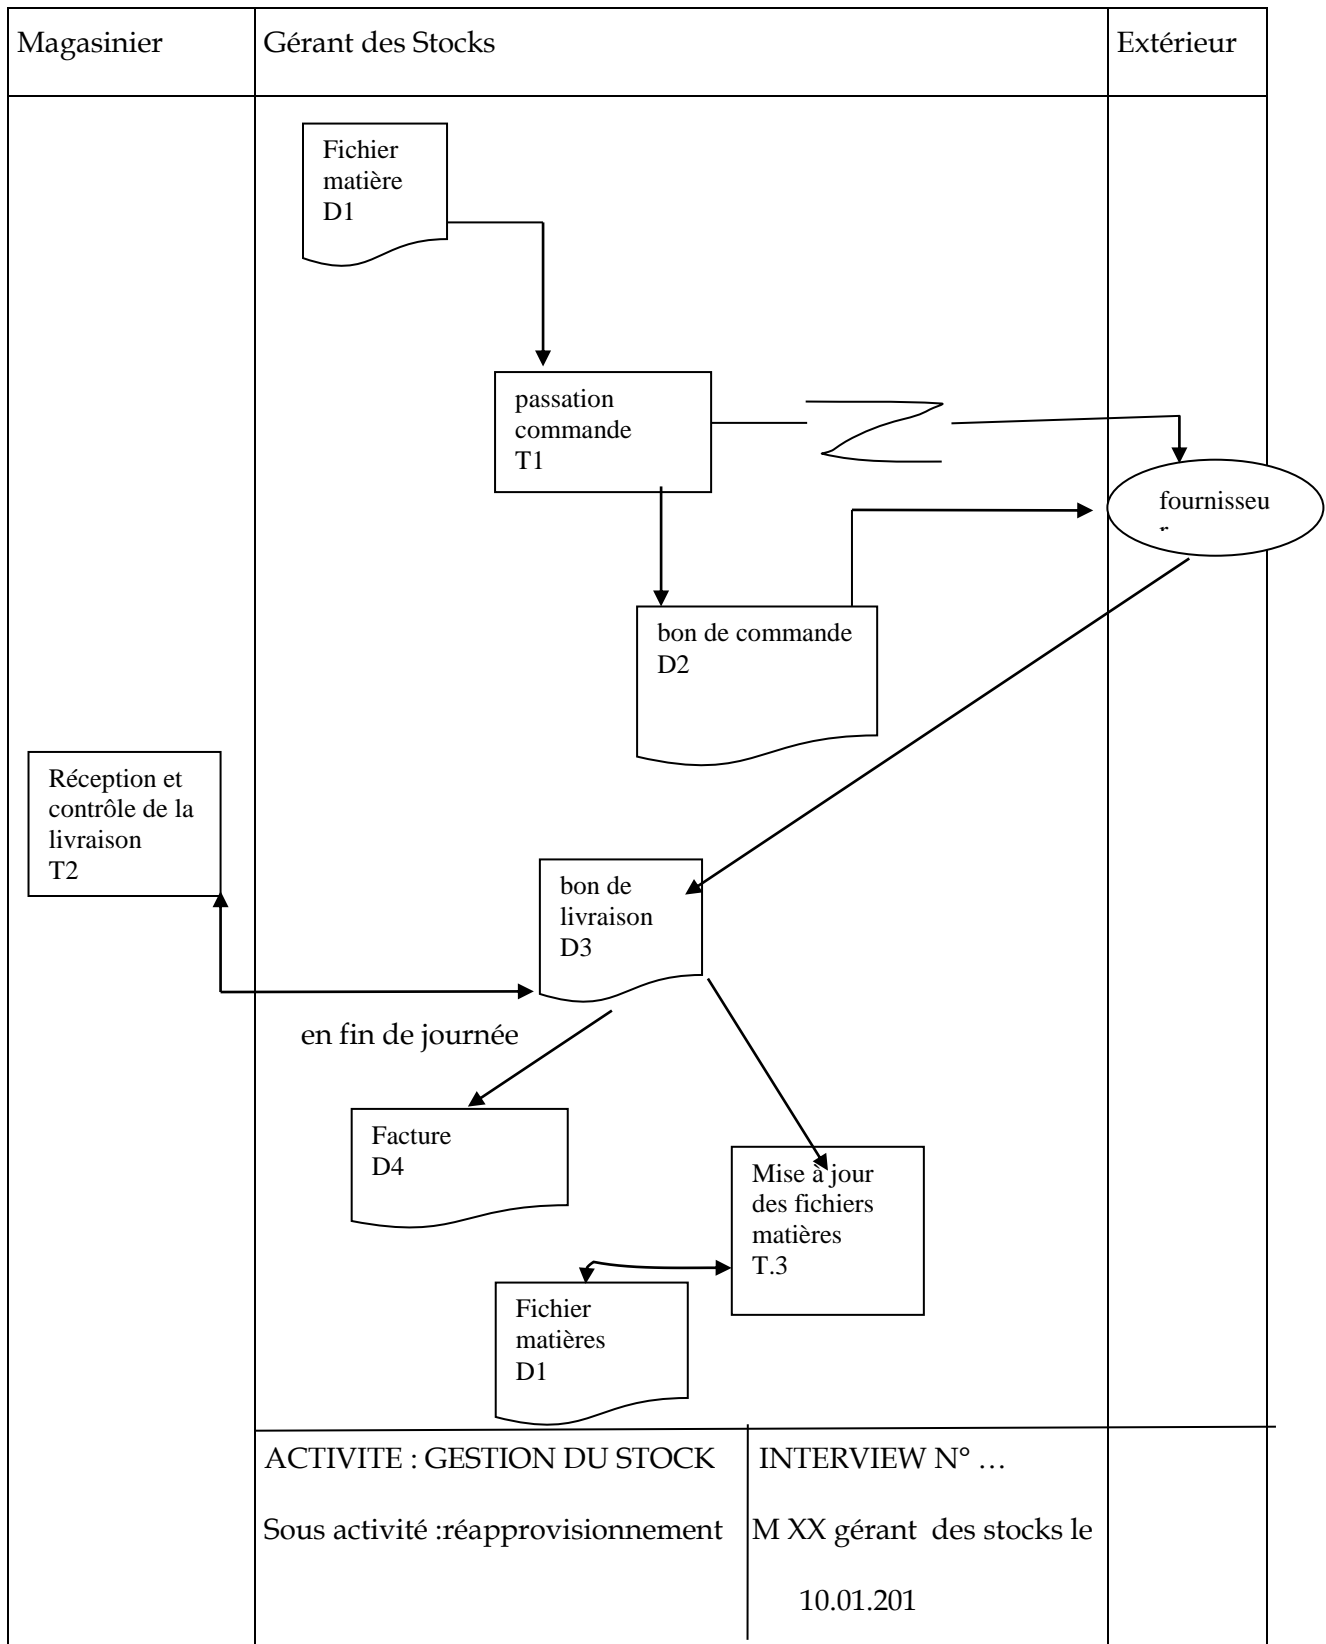 Magasinier
Gérant des Stocks
Extérieur
Fichier
matière
D1
passation
commande
T1
fournisseu
r
bon de commande
D2
Réception et
contrôle de la
livraison
T2
bon de
livraison
D3
en fin de journée
Facture
D4
Mise à jour
des fichiers
matières
T.3
Fichier
matières
D1
ACTIVITE : GESTION DU STOCK
INTERVIEW N° …
Sous activité :réapprovisionnement
M XX gérant des stocks le
10.01.201